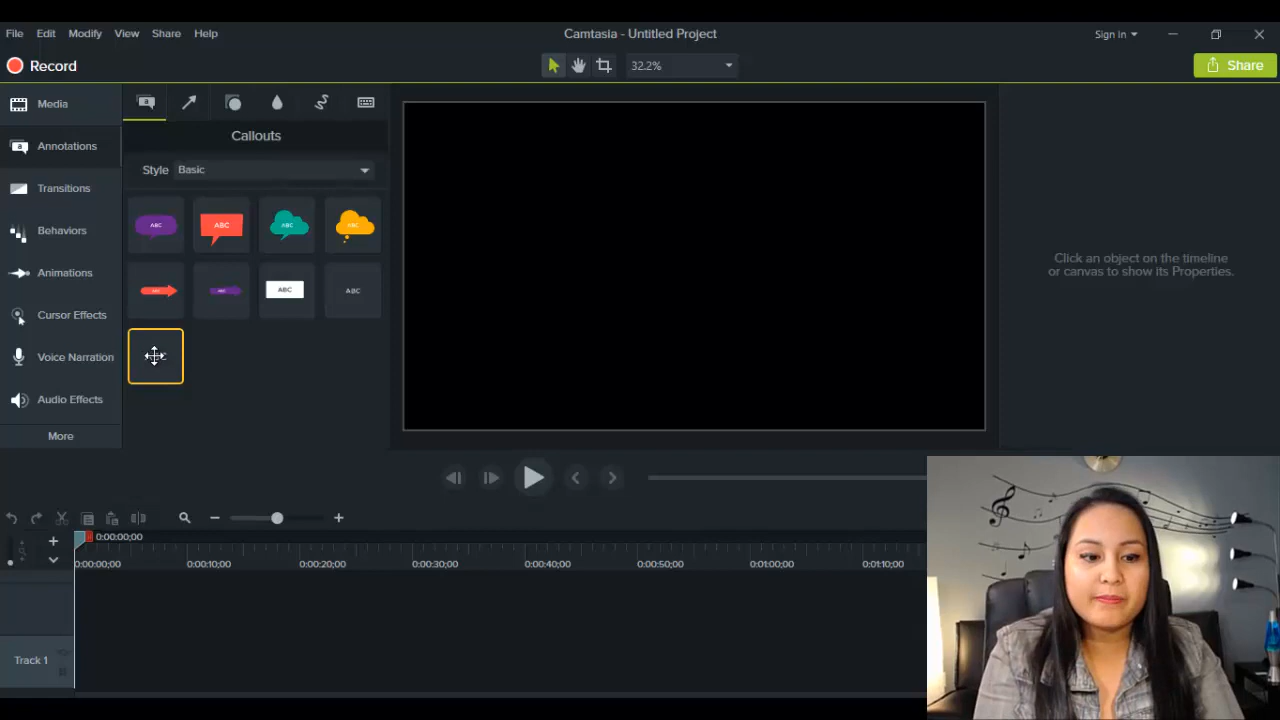 File Edit Modify View Share Help
Camtasia - Untitled Project
Sign in
Record
32.2%
Share
Media
Annotations
Transitions
Behaviors
Animations
Cursor Effects
Voice Narration
Audio Effects
More
Callouts
Style Basic
ABC ABC ABC ABC
ABC ABC ABC ABC
Click an object on the timeline
or canvas to show its Properties.
0:00:00;00
0:00:00;00 0:00:10;00 0:00:20;00 0:00:30;00 0:00:40;00 0:00:50;00 0:01:00;00 0:01:10;00
Track 1